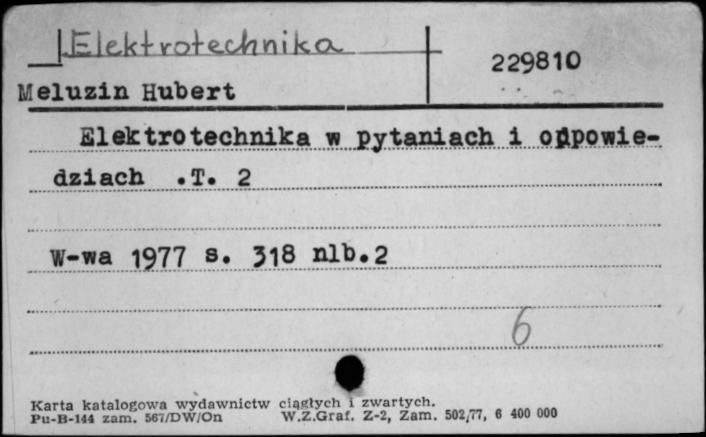 Elektrotechnika
229810
Meluzin Hubert
Elektrotechnika w pytaniach i odpowie-
dziach .T. 2
W-wa 1977 s. 318 nlb.2
6
Karta katalogowa wydawnictw ciągłych i zwartych.
Pu-B-144 zam. 567/DW/On W.Z.Graf. Z-2, Zam. 502/77, 6 400 000